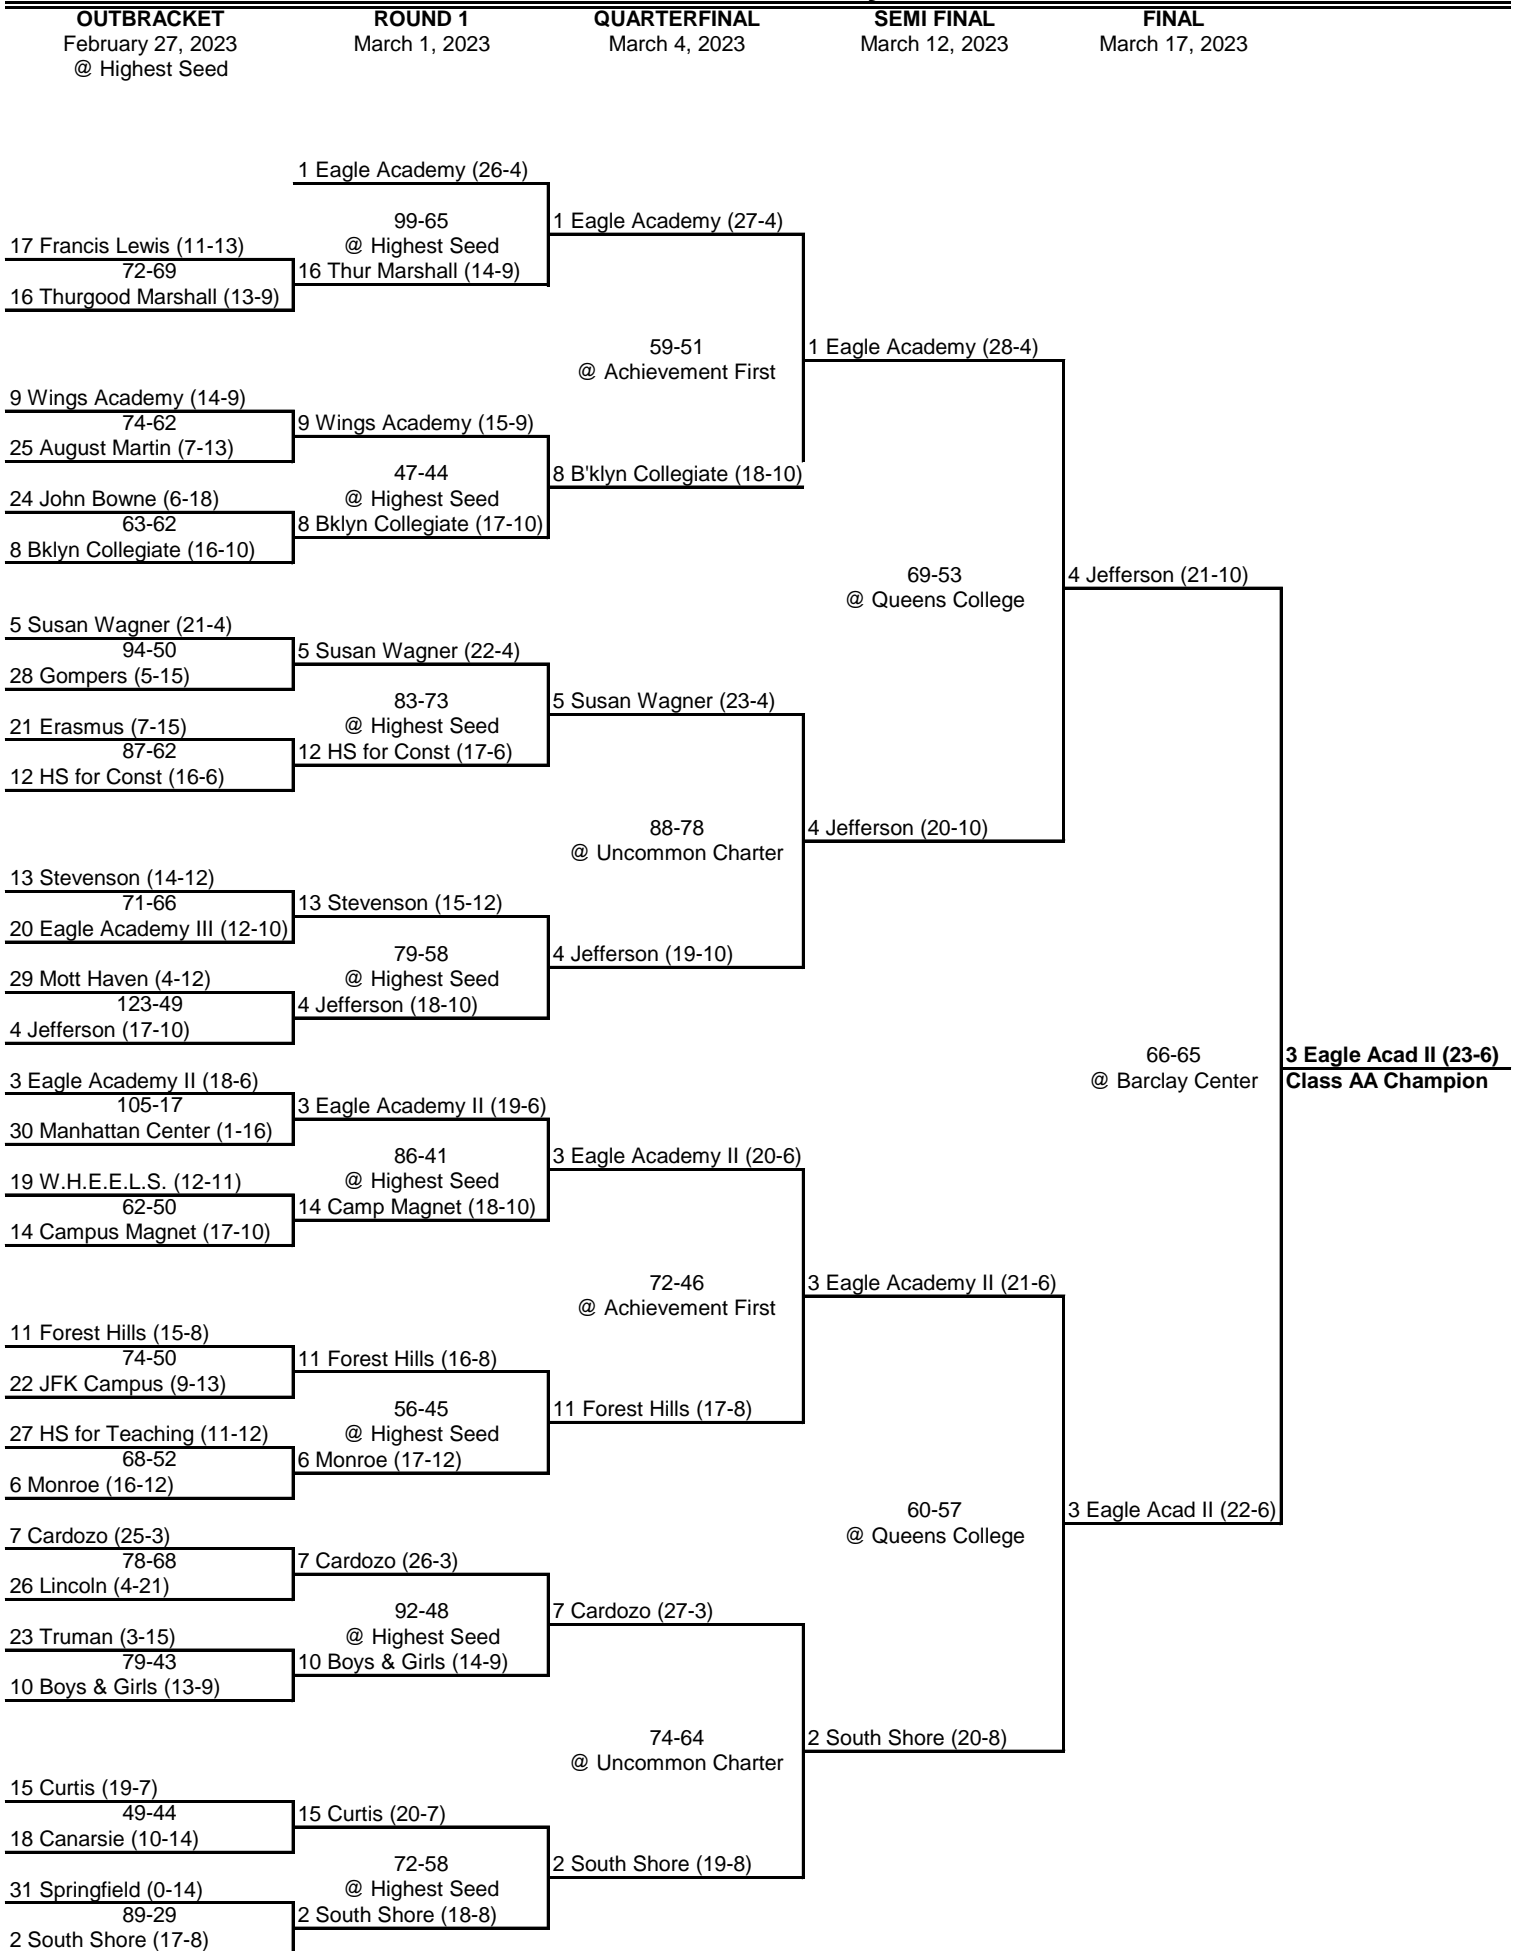 OUTBRACKET
February 27, 2023
@ Highest Seed
ROUND 1
March 1, 2023
QUARTERFINAL
March 4, 2023
SEMI FINAL
March 12, 2023
FINAL
March 17, 2023
17 Francis Lewis (11-13)
72-69
16 Thurgood Marshall (13-9)
9 Wings Academy (14-9)
74-62
25 August Martin (7-13)
24 John Bowne (6-18)
63-62
8 Bklyn Collegiate (16-10)
5 Susan Wagner (21-4)
94-50
28 Gompers (5-15)
21 Erasmus (7-15)
87-62
12 HS for Const (16-6)
13 Stevenson (14-12)
71-66
20 Eagle Academy III (12-10)
29 Mott Haven (4-12)
123-49
4 Jefferson (17-10)
3 Eagle Academy II (18-6)
105-17
30 Manhattan Center (1-16)
19 W.H.E.E.L.S. (12-11)
62-50
14 Campus Magnet (17-10)
11 Forest Hills (15-8)
74-50
22 JFK Campus (9-13)
27 HS for Teaching (11-12)
68-52
6 Monroe (16-12)
7 Cardozo (25-3)
78-68
26 Lincoln (4-21)
23 Truman (3-15)
79-43
10 Boys & Girls (13-9)
15 Curtis (19-7)
49-44
18 Canarsie (10-14)
31 Springfield (0-14)
89-29
2 South Shore (17-8)
1 Eagle Academy (26-4)
99-65
@ Highest Seed
16 Thur Marshall (14-9)
9 Wings Academy (15-9)
47-44
@ Highest Seed
8 Bklyn Collegiate (17-10)
5 Susan Wagner (22-4)
83-73
@ Highest Seed
12 HS for Const (17-6)
13 Stevenson (15-12)
79-58
@ Highest Seed
4 Jefferson (18-10)
3 Eagle Academy II (19-6)
86-41
@ Highest Seed
14 Camp Magnet (18-10)
11 Forest Hills (16-8)
56-45
@ Highest Seed
6 Monroe (17-12)
7 Cardozo (26-3)
92-48
@ Highest Seed
10 Boys & Girls (14-9)
15 Curtis (20-7)
72-58
@ Highest Seed
2 South Shore (18-8)
1 Eagle Academy (27-4)
59-51
@ Achievement First
8 B'klyn Collegiate (18-10)
5 Susan Wagner (23-4)
88-78
@ Uncommon Charter
4 Jefferson (19-10)
3 Eagle Academy II (20-6)
72-46
@ Achievement First
11 Forest Hills (17-8)
7 Cardozo (27-3)
74-64
@ Uncommon Charter
2 South Shore (19-8)
1 Eagle Academy (28-4)
69-53
@ Queens College
4 Jefferson (20-10)
3 Eagle Academy II (21-6)
60-57
@ Queens College
2 South Shore (20-8)
4 Jefferson (21-10)
66-65
@ Barclay Center
3 Eagle Acad II (22-6)
3 Eagle Acad II (23-6)
Class AA Champion